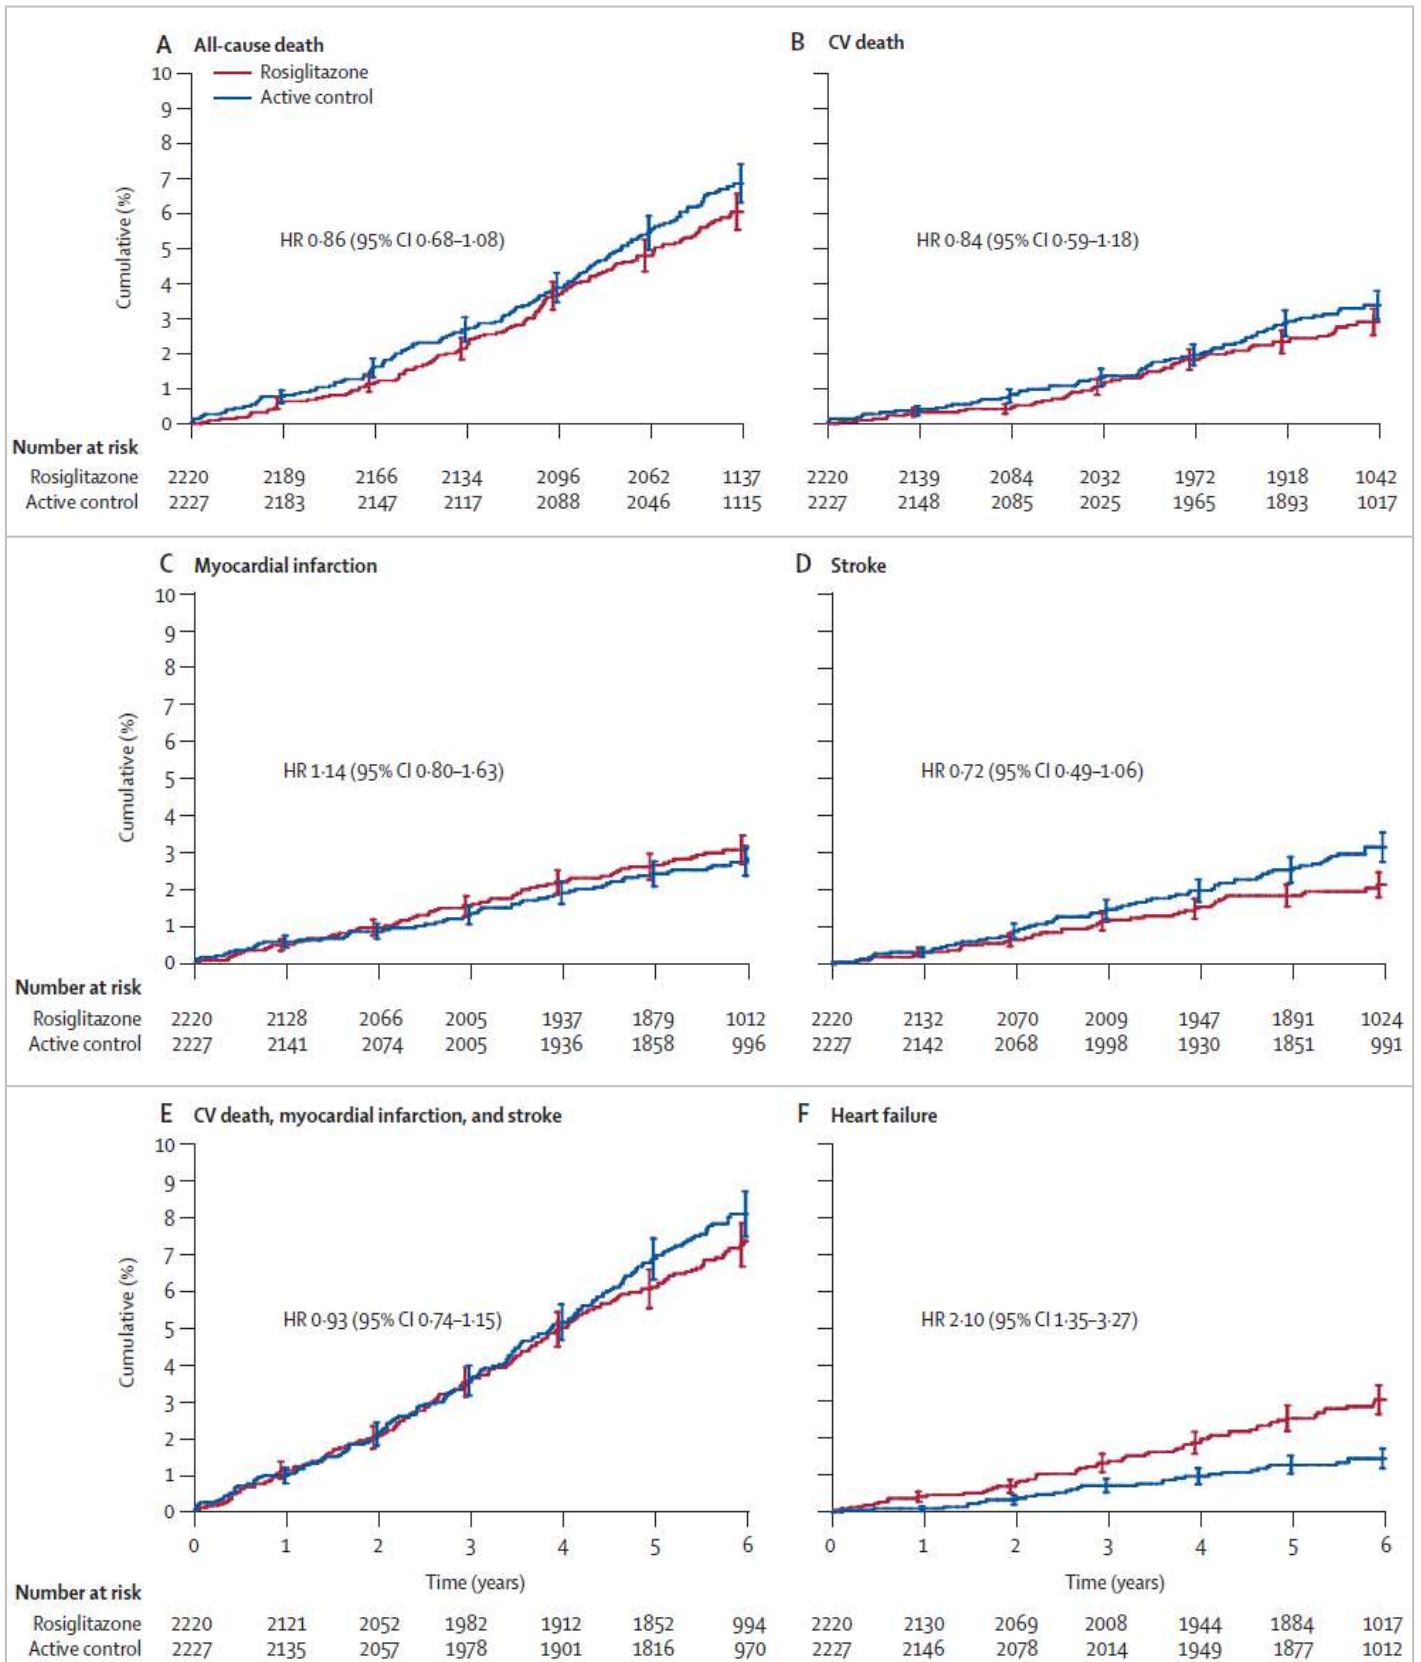 A All-cause death
Rosiglitazone
Active control
10
9
8
7
6
5
4
3
2
1
0
Cumulative (%)
HR 0·86 (95% CI 0·68–1·08)
Number at risk
Rosiglitazone 2220 2189 2166 2134 2096 2062 1137
Active control 2227 2183 2147 2117 2088 2046 1115
B CV death
HR 0·84 (95% CI 0·59–1·18)
2220 2139 2084 2032 1972 1918 1042
2227 2148 2085 2025 1965 1893 1017
C Myocardial infarction
10
9
8
7
6
5
4
3
2
1
0
Cumulative (%)
HR 1·14 (95% CI 0·80–1·63)
Number at risk
Rosiglitazone 2220 2128 2066 2005 1937 1879 1012
Active control 2227 2141 2074 2005 1936 1858 996
D Stroke
HR 0·72 (95% CI 0·49–1·06)
2220 2132 2070 2009 1947 1891 1024
2227 2142 2068 1998 1930 1851 991
E CV death, myocardial infarction, and stroke
10
9
8
7
6
5
4
3
2
1
0
Cumulative (%)
HR 0·93 (95% CI 0·74–1·15)
0 1 2 3 4 5 6
Time (years)
Number at risk
Rosiglitazone 2220 2121 2052 1982 1912 1852 994
Active control 2227 2135 2057 1978 1901 1816 970
F Heart failure
HR 2·10 (95% CI 1·35–3·27)
0 1 2 3 4 5 6
Time (years)
2220 2130 2069 2008 1944 1884 1017
2227 2146 2078 2014 1949 1877 1012